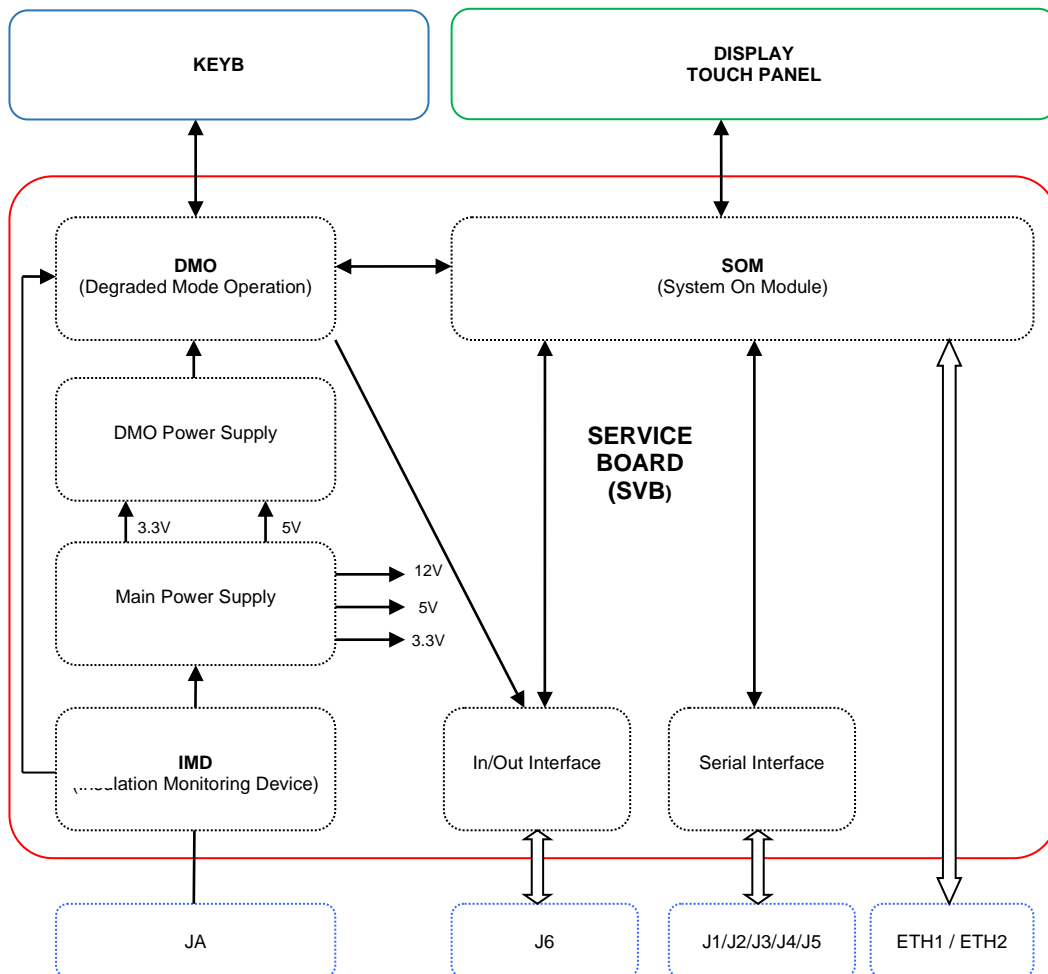 KEYB
DISPLAY
TOUCH PANEL
DMO
(Degraded Mode Operation)
SOM
(System On Module)
DMO Power Supply
SERVICE
BOARD
(SVB)
3.3V
5V
Main Power Supply
12V
5V
3.3V
IMD
(Insulation Monitoring Device)
In/Out Interface
Serial Interface
JA
J6
J1/J2/J3/J4/J5
ETH1 / ETH2